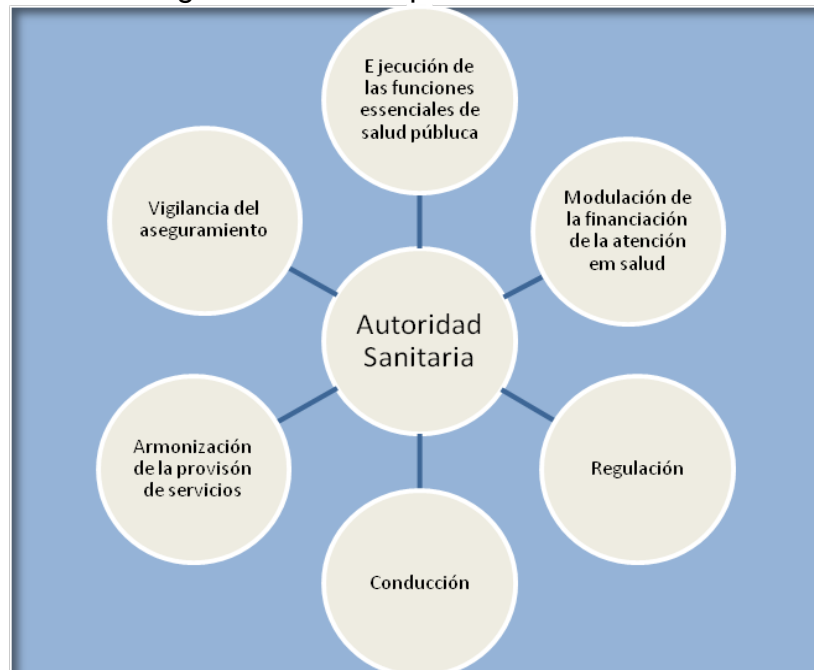 E jecución de
las funciones
essenciales de
salud públuca
Modulación de
la financiación
de la atención
em salud
Regulación
Conducción
Armonización
de la provisón
de servicios
Vigilancia del
aseguramiento
Autoridad
Sanitaria